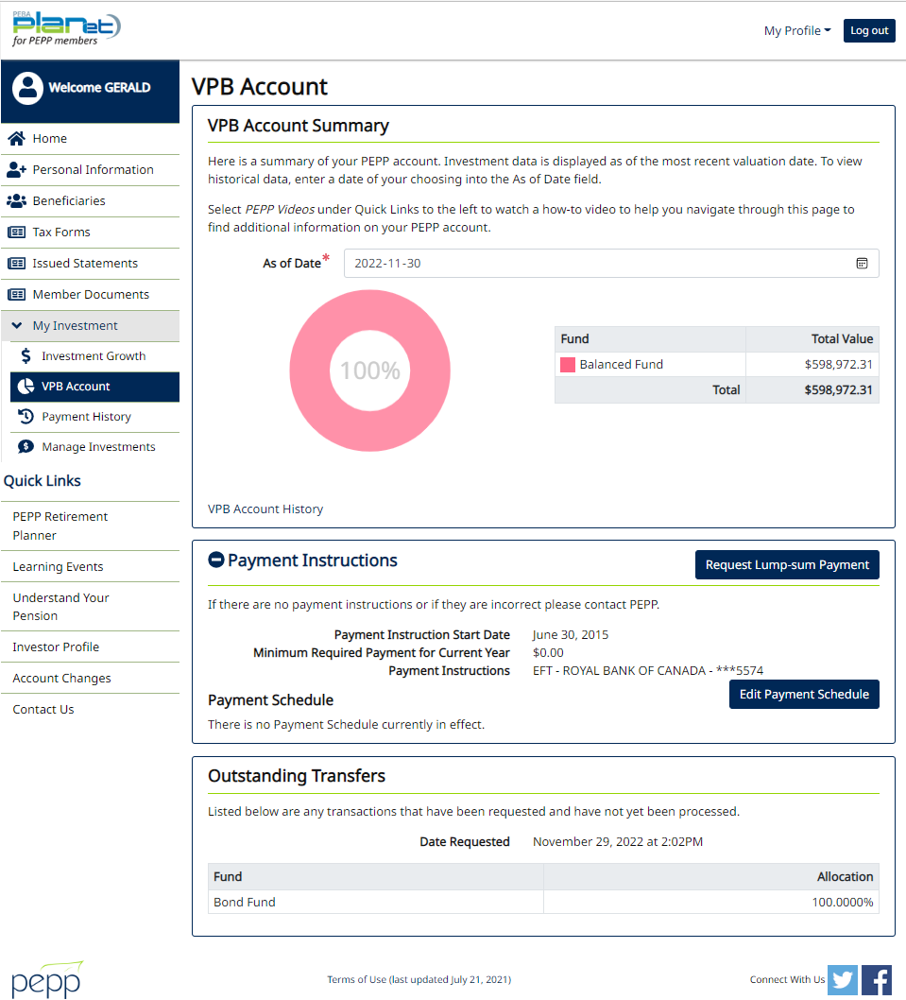 PEBA
planet
for PEPP members
My Profile
Log out
Welcome GERALD
Home
Personal Information
Beneficiaries
Tax Forms
Issued Statements
Member Documents
My Investment
Investment Growth
VPB Account
Payment History
Manage Investments
Quick Links
PEPP Retirement
Planner
Learning Events
Understand Your
Pension
Investor Profile
Account Changes
Contact Us
VPB Account
VPB Account Summary
Here is a summary of your PEPP account. Investment data is displayed as of the most recent valuation date. To view
historical data, enter a date of your choosing into the As of Date field.
Select PEPP Videos under Quick Links to the left to watch a how-to video to help you navigate through this page to
find additional information on your PEPP account.
As of Date* 2022-11-30
100%
Fund Total Value
Balanced Fund $598,972.31
Total $598,972.31
VPB Account History
Payment Instructions
Request Lump-sum Payment
If there are no payment instructions or if they are incorrect please contact PEPP.
Payment Instruction Start Date June 30, 2015
Minimum Required Payment for Current Year $0.00
Payment Instructions EFT - ROYAL BANK OF CANADA - ***5574
Payment Schedule
Edit Payment Schedule
There is no Payment Schedule currently in effect.
Outstanding Transfers
Listed below are any transactions that have been requested and have not yet been processed.
Date Requested November 29, 2022 at 2:02PM
Fund Allocation
Bond Fund 100.0000%
pepp
Terms of Use (last updated July 21, 2021)
Connect With Us